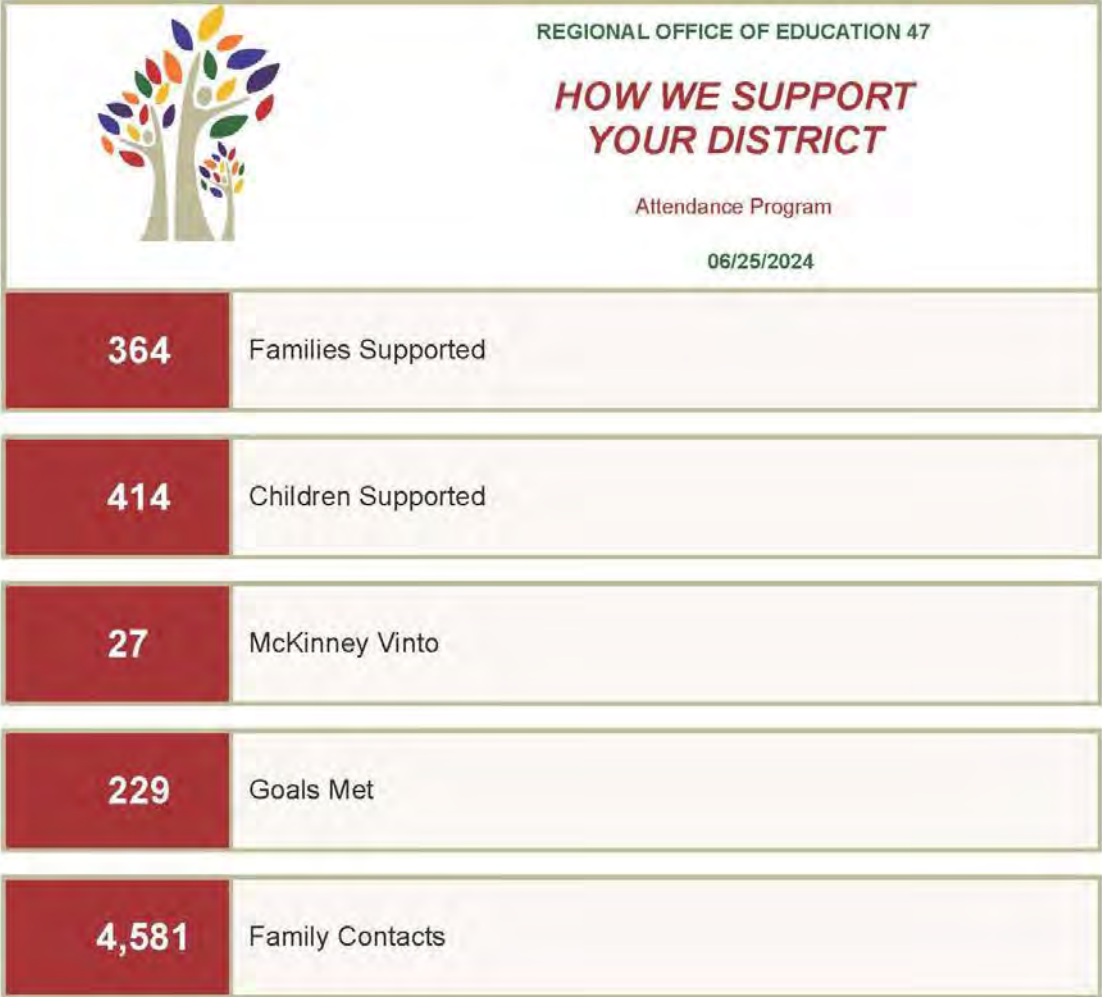 REGIONAL OFFICE OF EDUCATION 47
HOW WE SUPPORT
YOUR DISTRICT
Attendance Program
06/25/2024
364 Families Supported
414 Children Supported
27 McKinney Vinto
229 Goals Met
4,581 Family Contacts